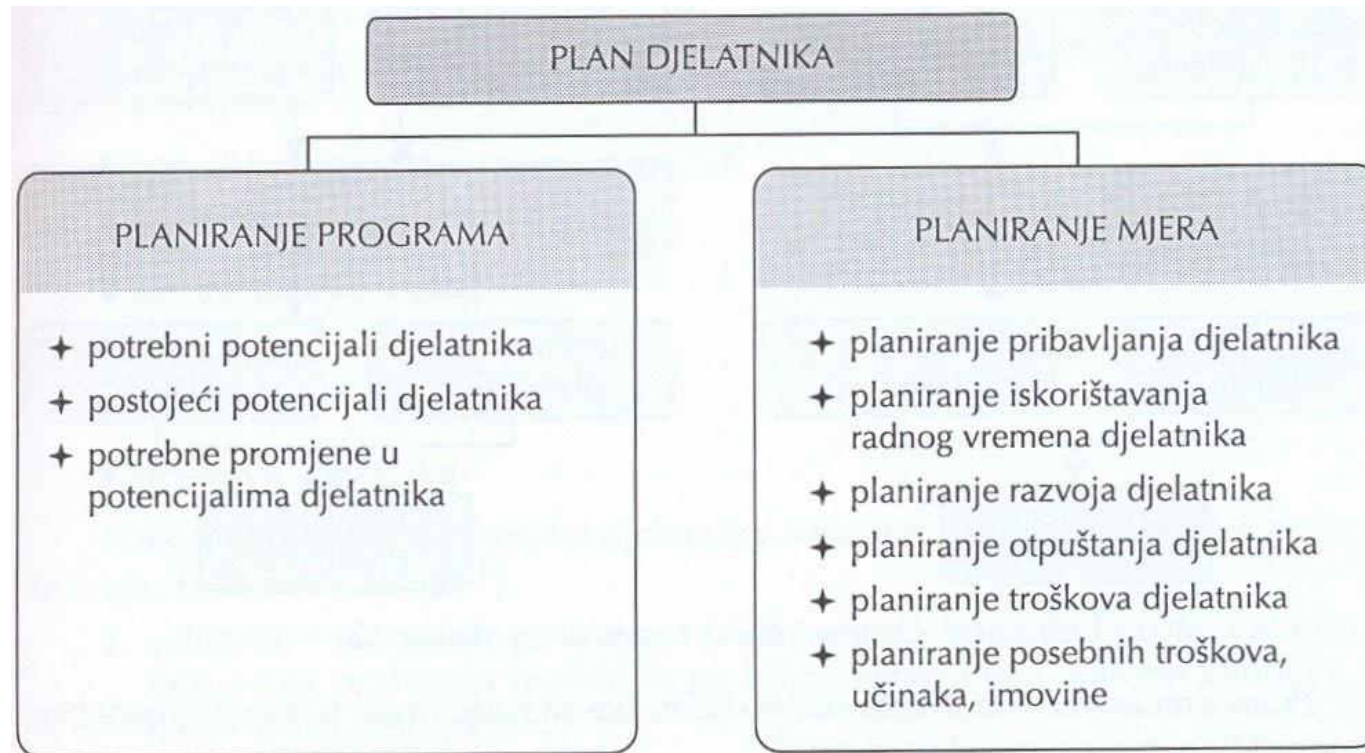 PLAN DJELATNIKA
PLANIRANJE PROGRAMA
✦ potrebni potencijali djelatnika
✦ postojeći potencijali djelatnika
✦ potrebne promjene u
potencijalima djelatnika
PLANIRANJE MJERA
✦ planiranje pribavljanja djelatnika
✦ planiranje iskorištavanja
radnog vremena djelatnika
✦ planiranje razvoja djelatnika
✦ planiranje otpuštanja djelatnika
✦ planiranje troškova djelatnika
✦ planiranje posebnih troškova,
učinaka, imovine